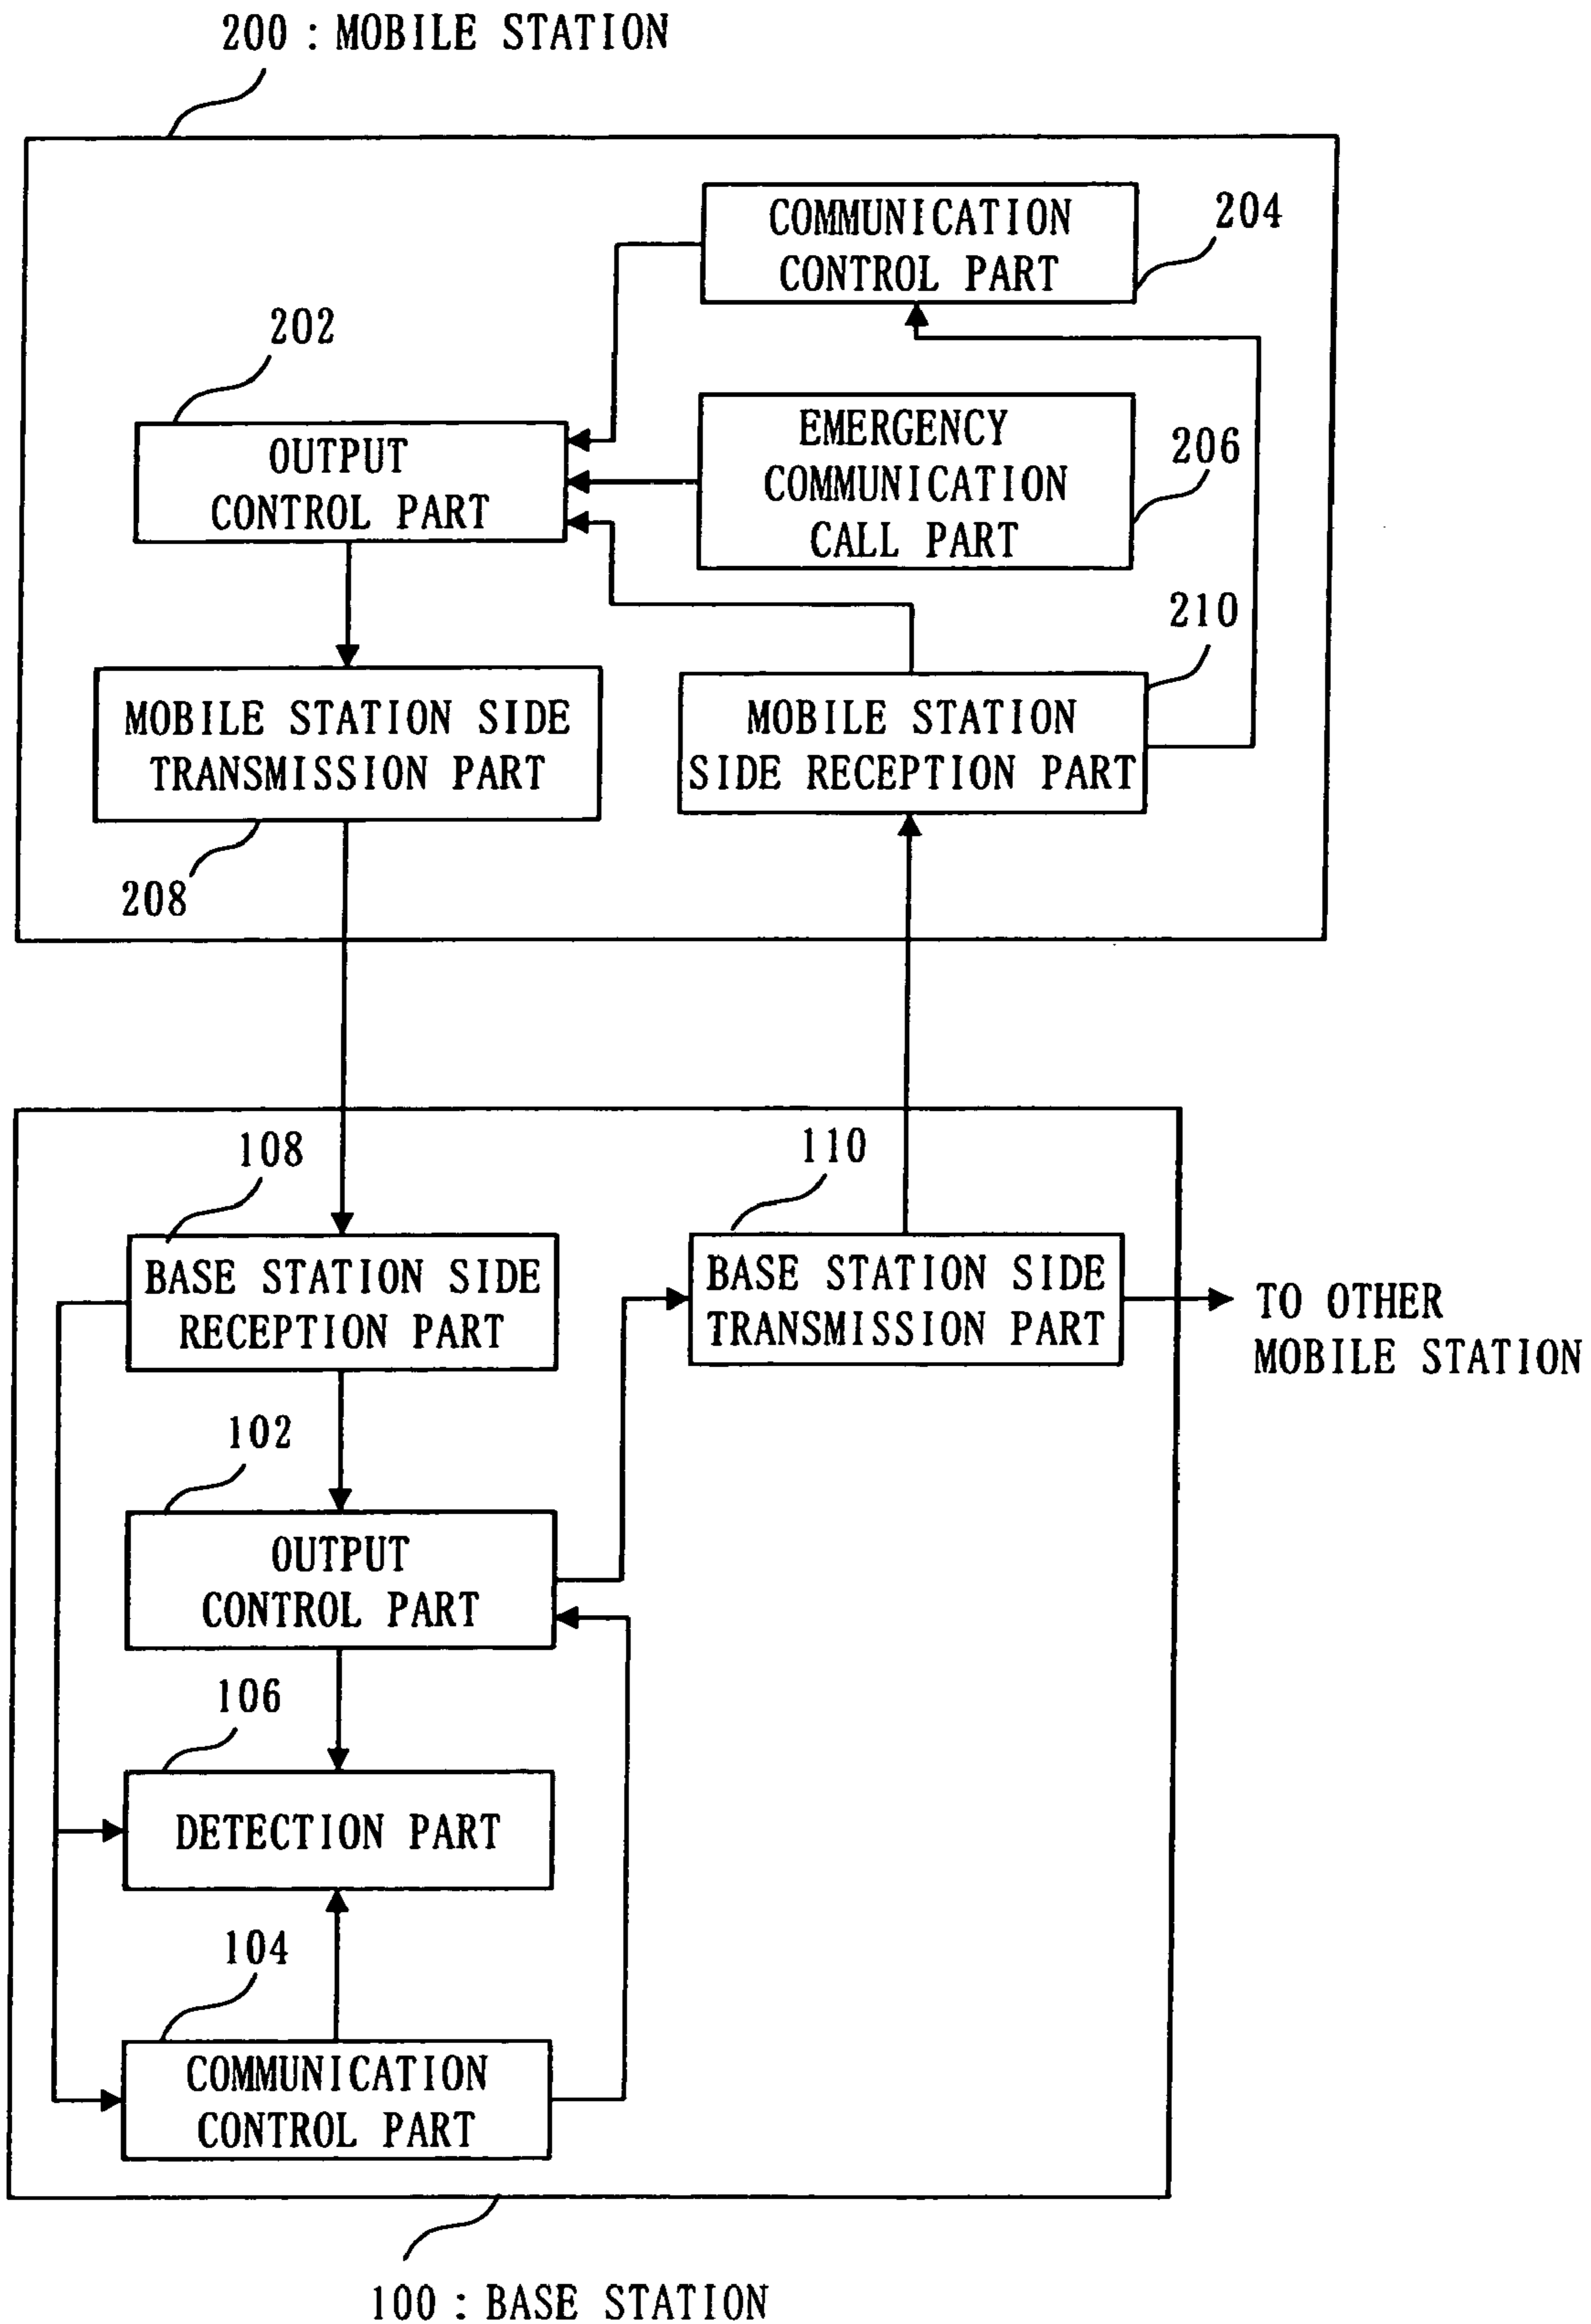 200 : MOBILE STATION
COMMUNICATION
CONTROL PART
204
202
OUTPUT
CONTROL PART
EMERGENCY
COMMUNICATION
CALL PART
206
210
MOBILE STATION SIDE
TRANSMISSION PART
MOBILE STATION
SIDE RECEPTION PART
208
108
110
BASE STATION SIDE
RECEPTION PART
BASE STATION SIDE
TRANSMISSION PART
TO OTHER
MOBILE STATION
102
OUTPUT
CONTROL PART
106
DETECTION PART
104
COMMUNICATION
CONTROL PART
100 : BASE STATION